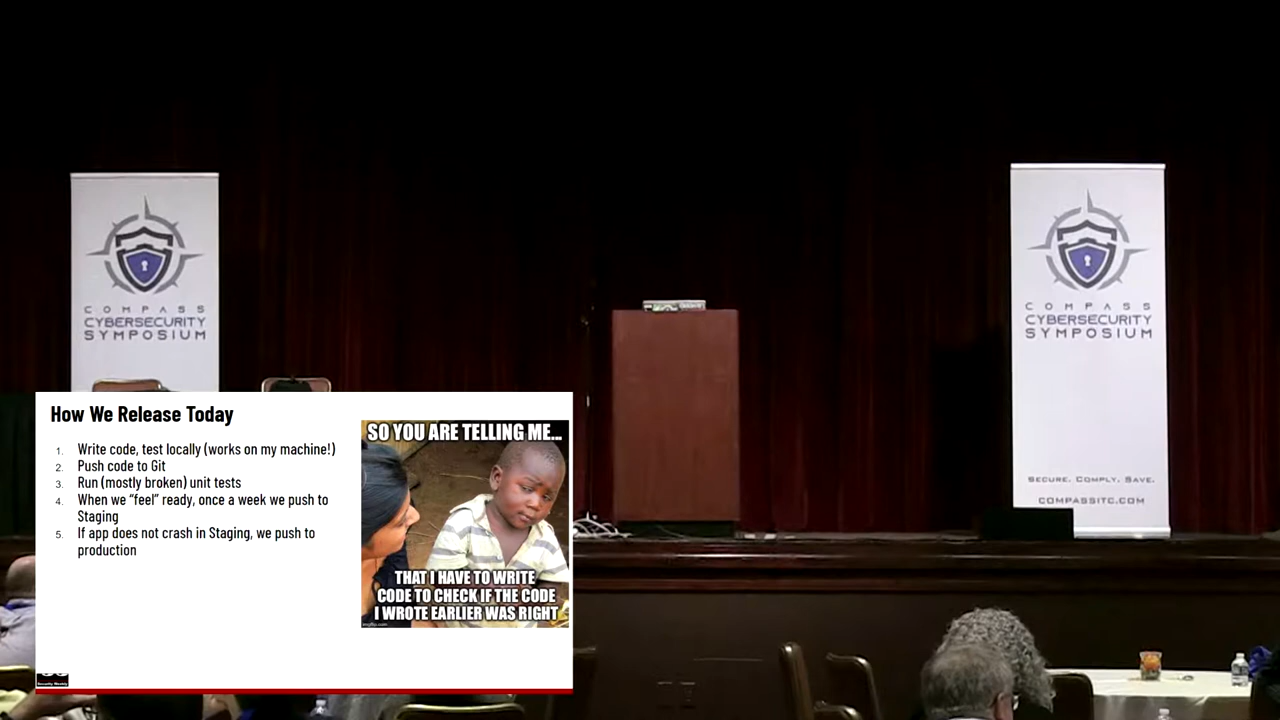 COMPASS
CYBERSECURITY
SYMPOSIUM
COMPASS
CYBERSECURITY
SYMPOSIUM
SECURE. COMPLY. SAVE.
COMPASSITC.COM
How We Release Today
1. Write code, test locally (works on my machine!)
2. Push code to Git
3. Run (mostly broken) unit tests
4. When we “feel” ready, once a week we push to
Staging
5. If app does not crash in Staging, we push to
production
SO YOU ARE TELLING ME...
THAT I HAVE TO WRITE
CODE TO CHECK IF THE CODE
I WROTE EARLIER WAS RIGHT
imgflip.com
Security Weekly